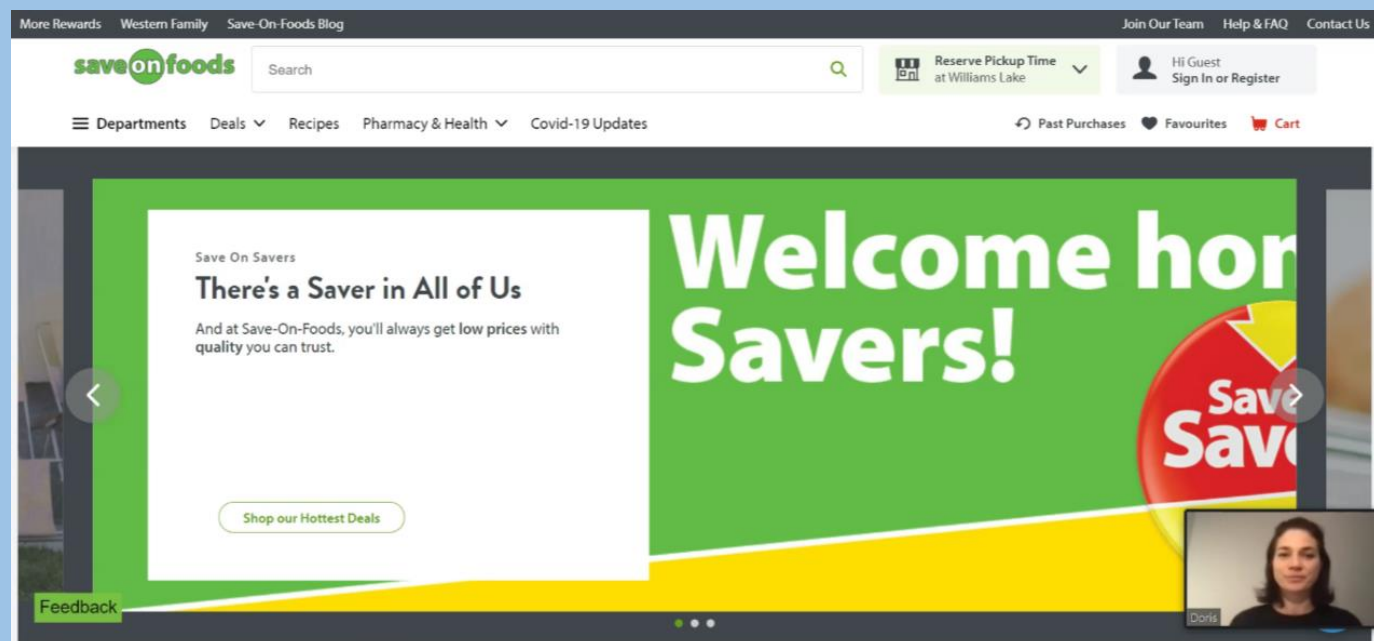 More Rewards Western Family Save-On-Foods Blog Join Our Team Help & FAQ Contact Us
save on foods
Search
Reserve Pickup Time
at Williams Lake
Hi Guest
Sign In or Register
Departments Deals Recipes Pharmacy & Health Covid-19 Updates Past Purchases Favourites Cart
Save On Savers
There's a Saver in All of Us
And at Save-On-Foods, you'll always get low prices with
quality you can trust.
Shop our Hottest Deals
Welcome hom
Savers!
Save
Sav
Feedback
Doris